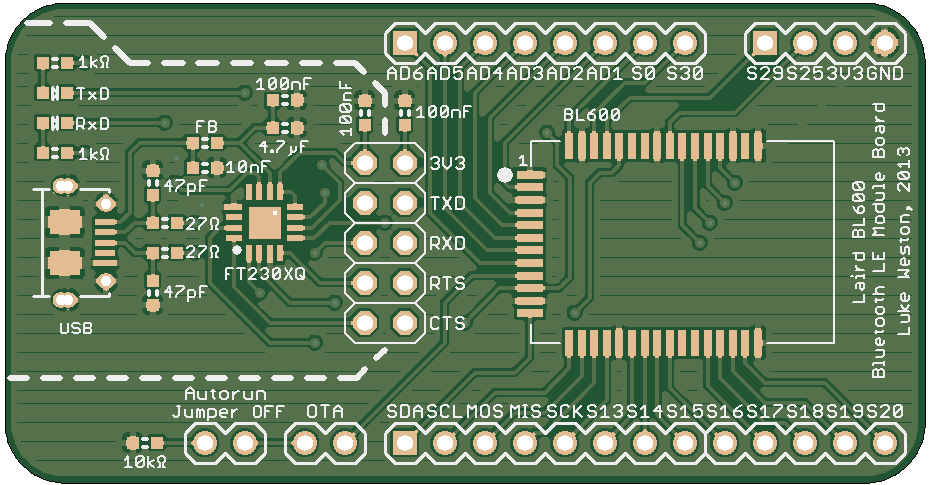 AD6 AD5 AD4 AD3 AD2 AD1 S0 S30
S29 S25 3V3 GND
1kΩ
TxD
RxD
1kΩ
100nF
4.7µF
100nF
100nF
FB
10nF
47pF
27Ω
27Ω
47pF
FT230XQ
USB
3V3
TXD
RXD
RTS
CTS
BL600
1
Laird BL600
Bluetooth LE Module Board
Luke Weston, 2013
Autorun
Jumper OFF OTA
10kΩ
SDA SCL MOS MIS SCK S13 S14 S15 S16 S17 S18 S19 S20